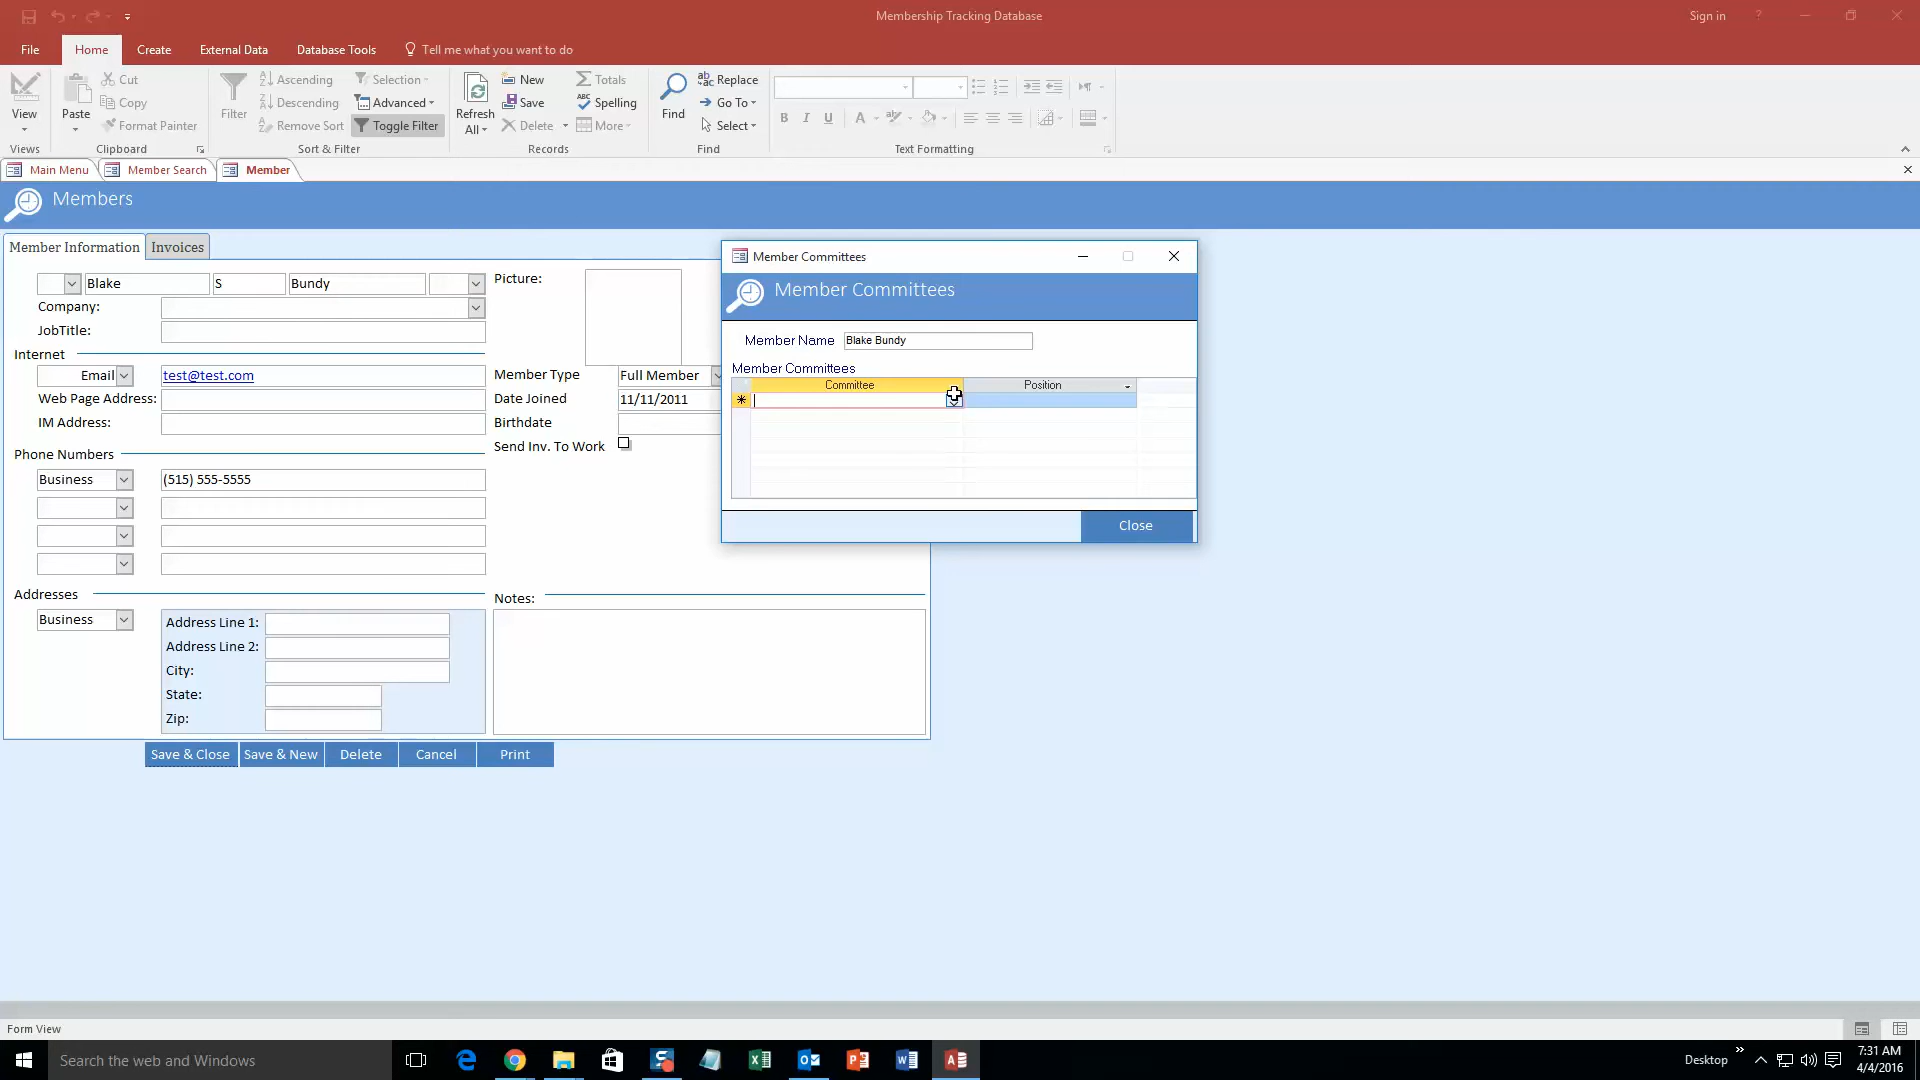 Membership Tracking Database
Sign in
?
File
Home
Create
External Data
Database Tools
Tell me what you want to do
View
Paste
Cut
Copy
Format Painter
Filter
Ascending
Descending
Remove Sort
Selection
Advanced
Toggle Filter
Refresh All
New
Save
Delete
Totals
Spelling
More
Find
Replace
Go To
Select
B I U
A
Views
Clipboard
Sort & Filter
Records
Find
Text Formatting
Main Menu
Member Search
Member
Members
Member Information
Invoices
Blake
S
Bundy
Company:
JobTitle:
Internet
Email
test@test.com
Web Page Address:
IM Address:
Phone Numbers
Business
(515) 555-5555
Addresses
Business
Address Line 1:
Address Line 2:
City:
State:
Zip:
Picture:
Member Type
Full Member
Date Joined
11/11/2011
Birthdate
Send Inv. To Work
Notes:
Save & Close
Save & New
Delete
Cancel
Print
Member Committees
Member Committees
Member Name
Blake Bundy
Member Committees
Committee
Position
Close
Form View
Search the web and Windows
Desktop
7:31 AM
4/4/2016